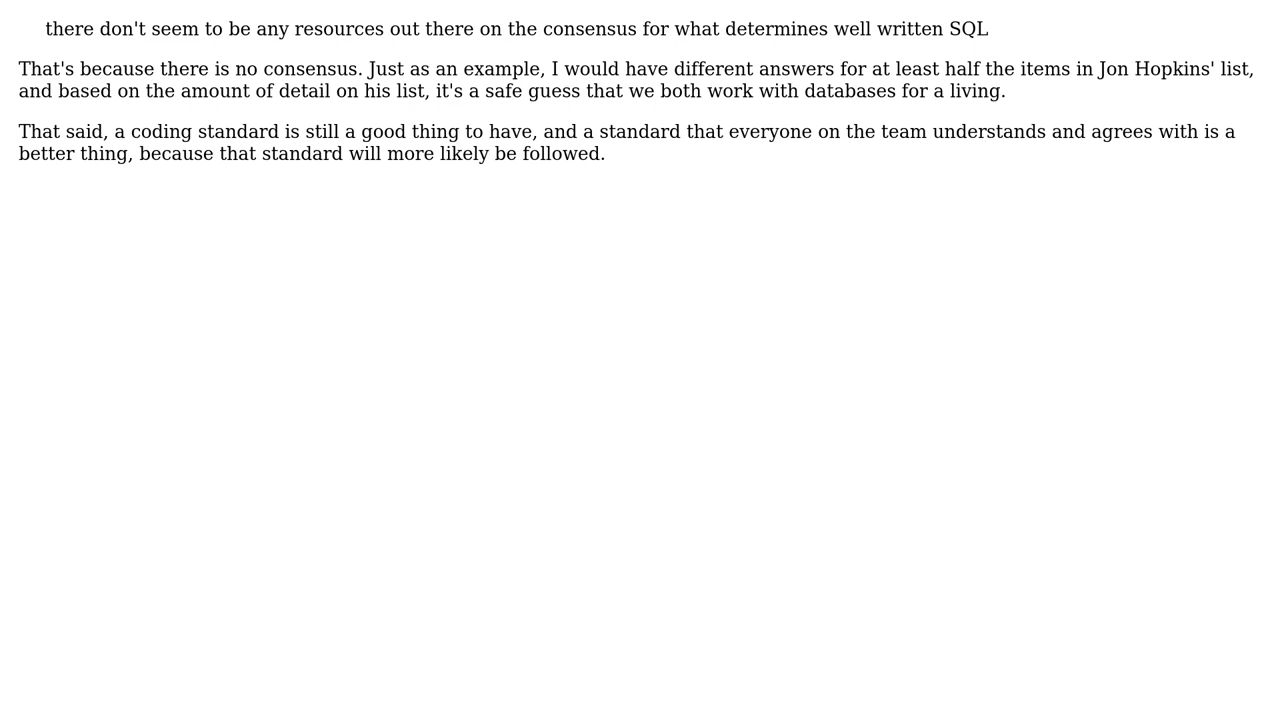 there don't seem to be any resources out there on the consensus for what determines well written SQL
That's because there is no consensus. Just as an example, I would have different answers for at least half the items in Jon Hopkins' list,
and based on the amount of detail on his list, it's a safe guess that we both work with databases for a living.
That said, a coding standard is still a good thing to have, and a standard that everyone on the team understands and agrees with is a
better thing, because that standard will more likely be followed.